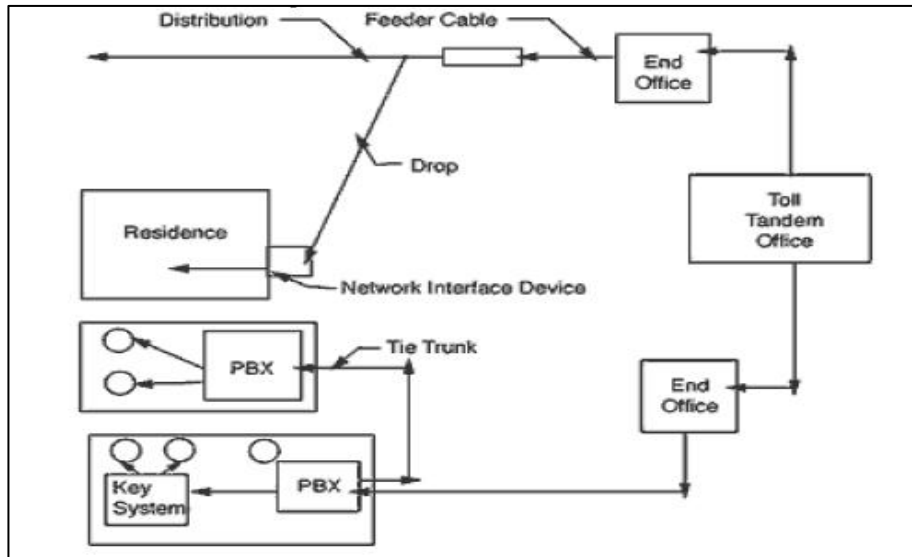 Distribution
Feeder Cable
End
Office
Drop
Toll
Tandem
Office
Residence
Network Interface Device
Tie Trunk
PBX
End
Office
Key
System
PBX